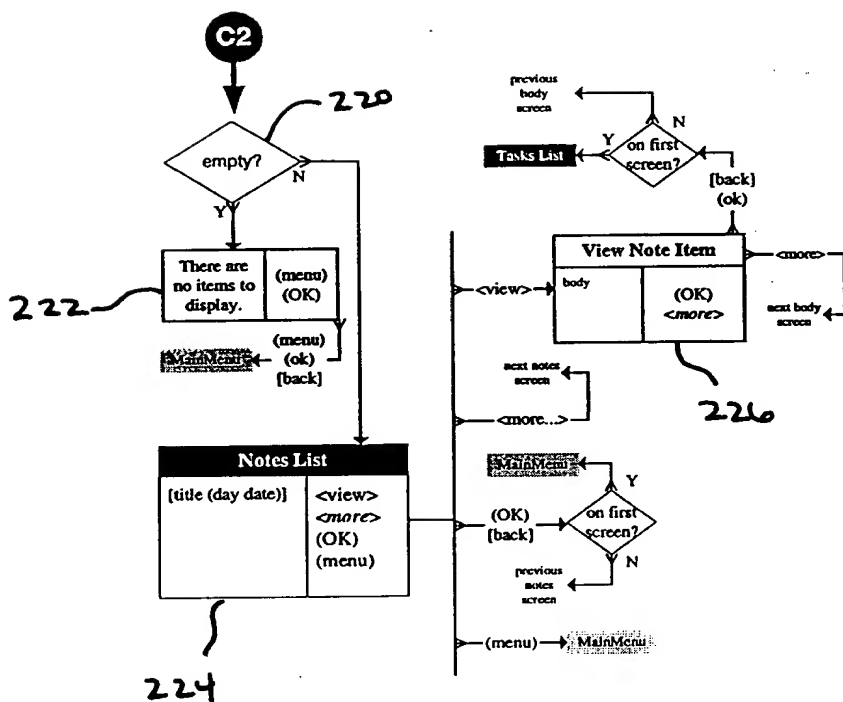 C2
220
empty?
N
Y
There are
no items to
display.
(menu)
(OK)
222
MainMenu
(menu)
(ok)
[back]
Notes List
[title (day date)]
<view>
<more>
(OK)
(menu)
224
previous
body
screen
N
Y
on first
screen?
Tasks List
[back]
(ok)
View Note Item
body
(OK)
<more>
<more>
next body
screen
226
<view>
next notes
screen
<more...>
MainMenu
Y
(OK)
[back]
on first
screen?
N
previous
notes
screen
(menu)
MainMenu